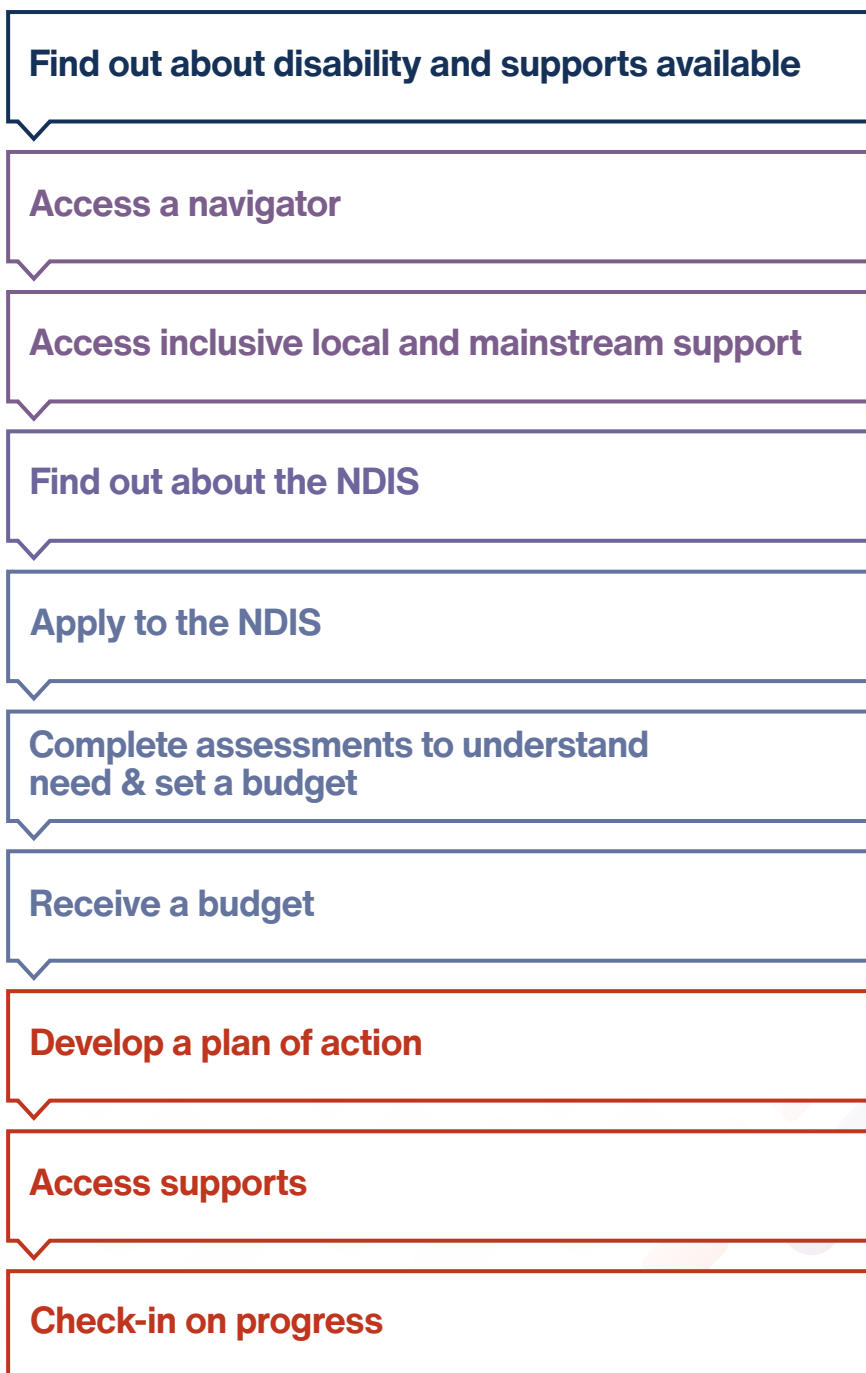 Find out about disability and supports available
Access a navigator
Access inclusive local and mainstream support
Find out about the NDIS
Apply to the NDIS
Complete assessments to understand
need & set a budget
Receive a budget
Develop a plan of action
Access supports
Check-in on progress